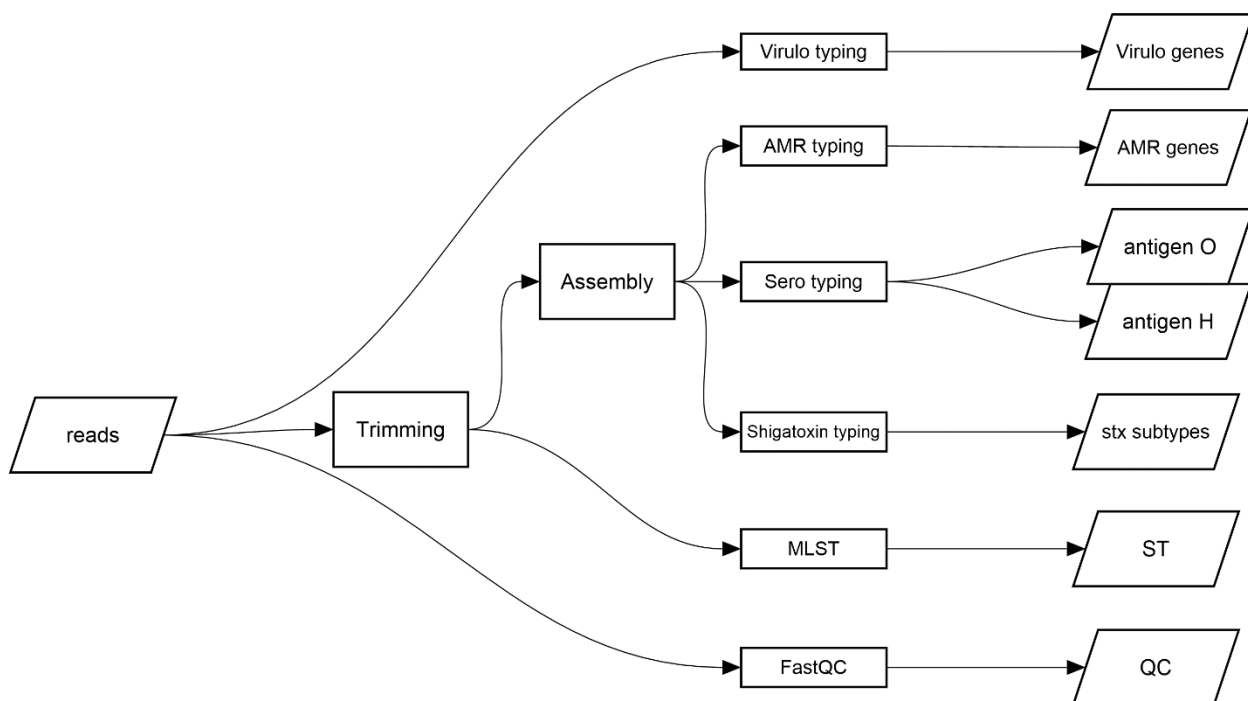 Virulo typing
Virulo genes
AMR typing
AMR genes
Assembly
Sero typing
antigen O
antigen H
reads
Trimming
Shigatoxin typing
stx subtypes
MLST
ST
FastQC
QC